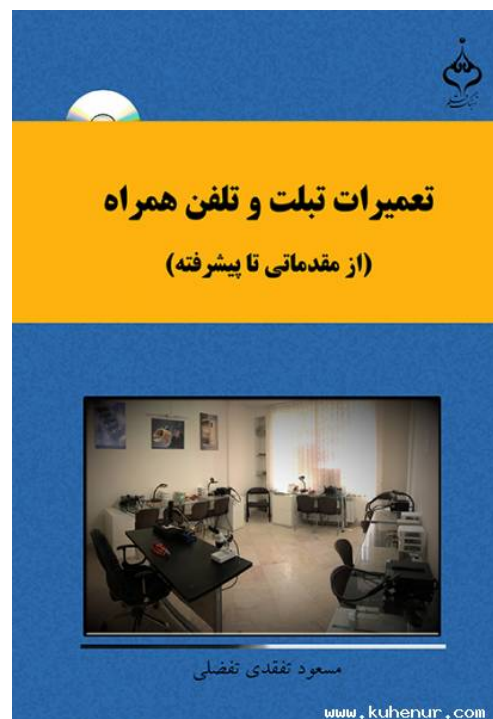 تعمیرات تبلت و تلفن همراه
(از مقدماتی تا پیشرفته)
مسعود تفقدی تفضلی
www.kuhenur.com